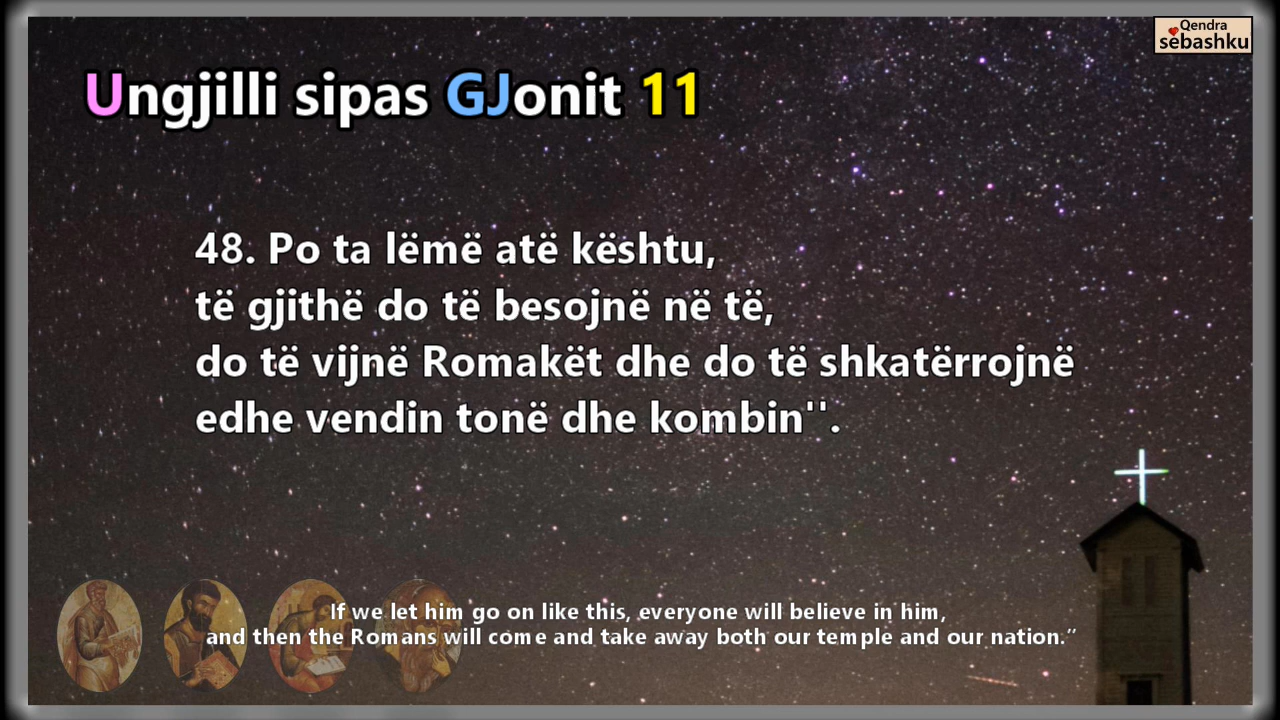 Qendra
sëbashku
Ungjilli sipas GJonit 11
48. Po ta lëmë atë kështu,
të gjithë do të besojnë në të,
do të vijnë Romakët dhe do të shkatërrojnë
edhe vendin tonë dhe kombin''.
If we let him go on like this, everyone will believe in him,
and then the Romans will come and take away both our temple and our nation.”